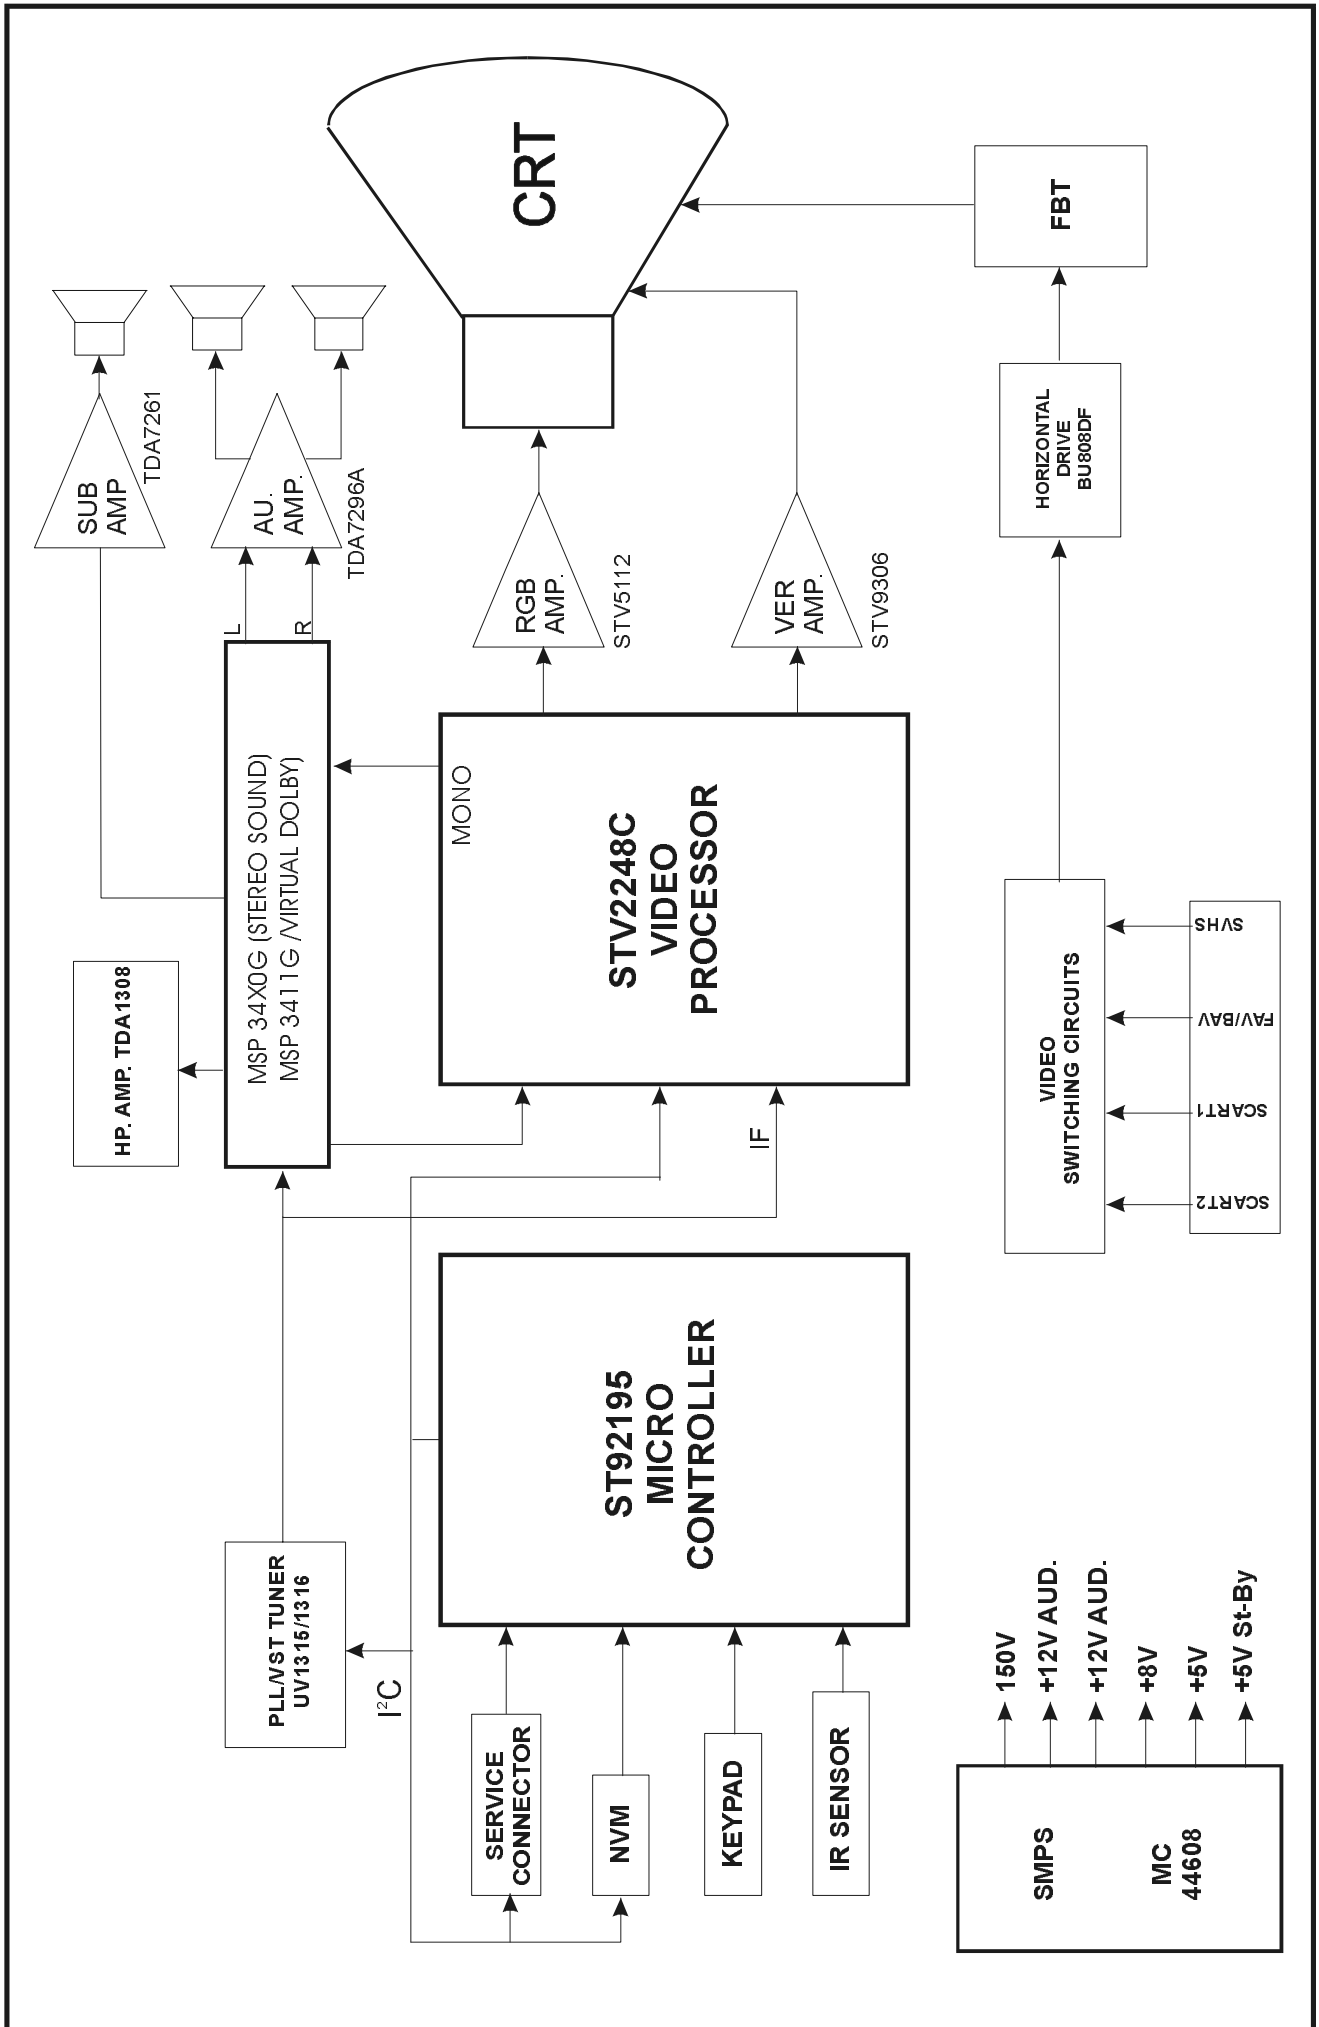 CRT
FBT
HORIZONTAL
DRIVE
BU808DF
SUB
AMP
TDA7261
AU.
AMP.
TDA7296A
L
R
RGB
AMP.
STV5112
VER
AMP.
STV9306
MSP 34X0G (STEREO SOUND)
MSP 3411G /VIRTUAL DOLBY)
HP. AMP. TDA1308
MONO
STV2248C
VIDEO
PROCESSOR
IF
VIDEO
SWITCHING CIRCUITS
SVHS
FAV/BAV
SCART1
SCART2
ST92195
MICRO
CONTROLLER
PLL/VST TUNER
UV1315/1316
I²C
SERVICE
CONNECTOR
NVM
KEYPAD
IR SENSOR
SMPS
MC
44608
150V
+12V AUD.
+12V AUD.
+8V
+5V
+5V St-By